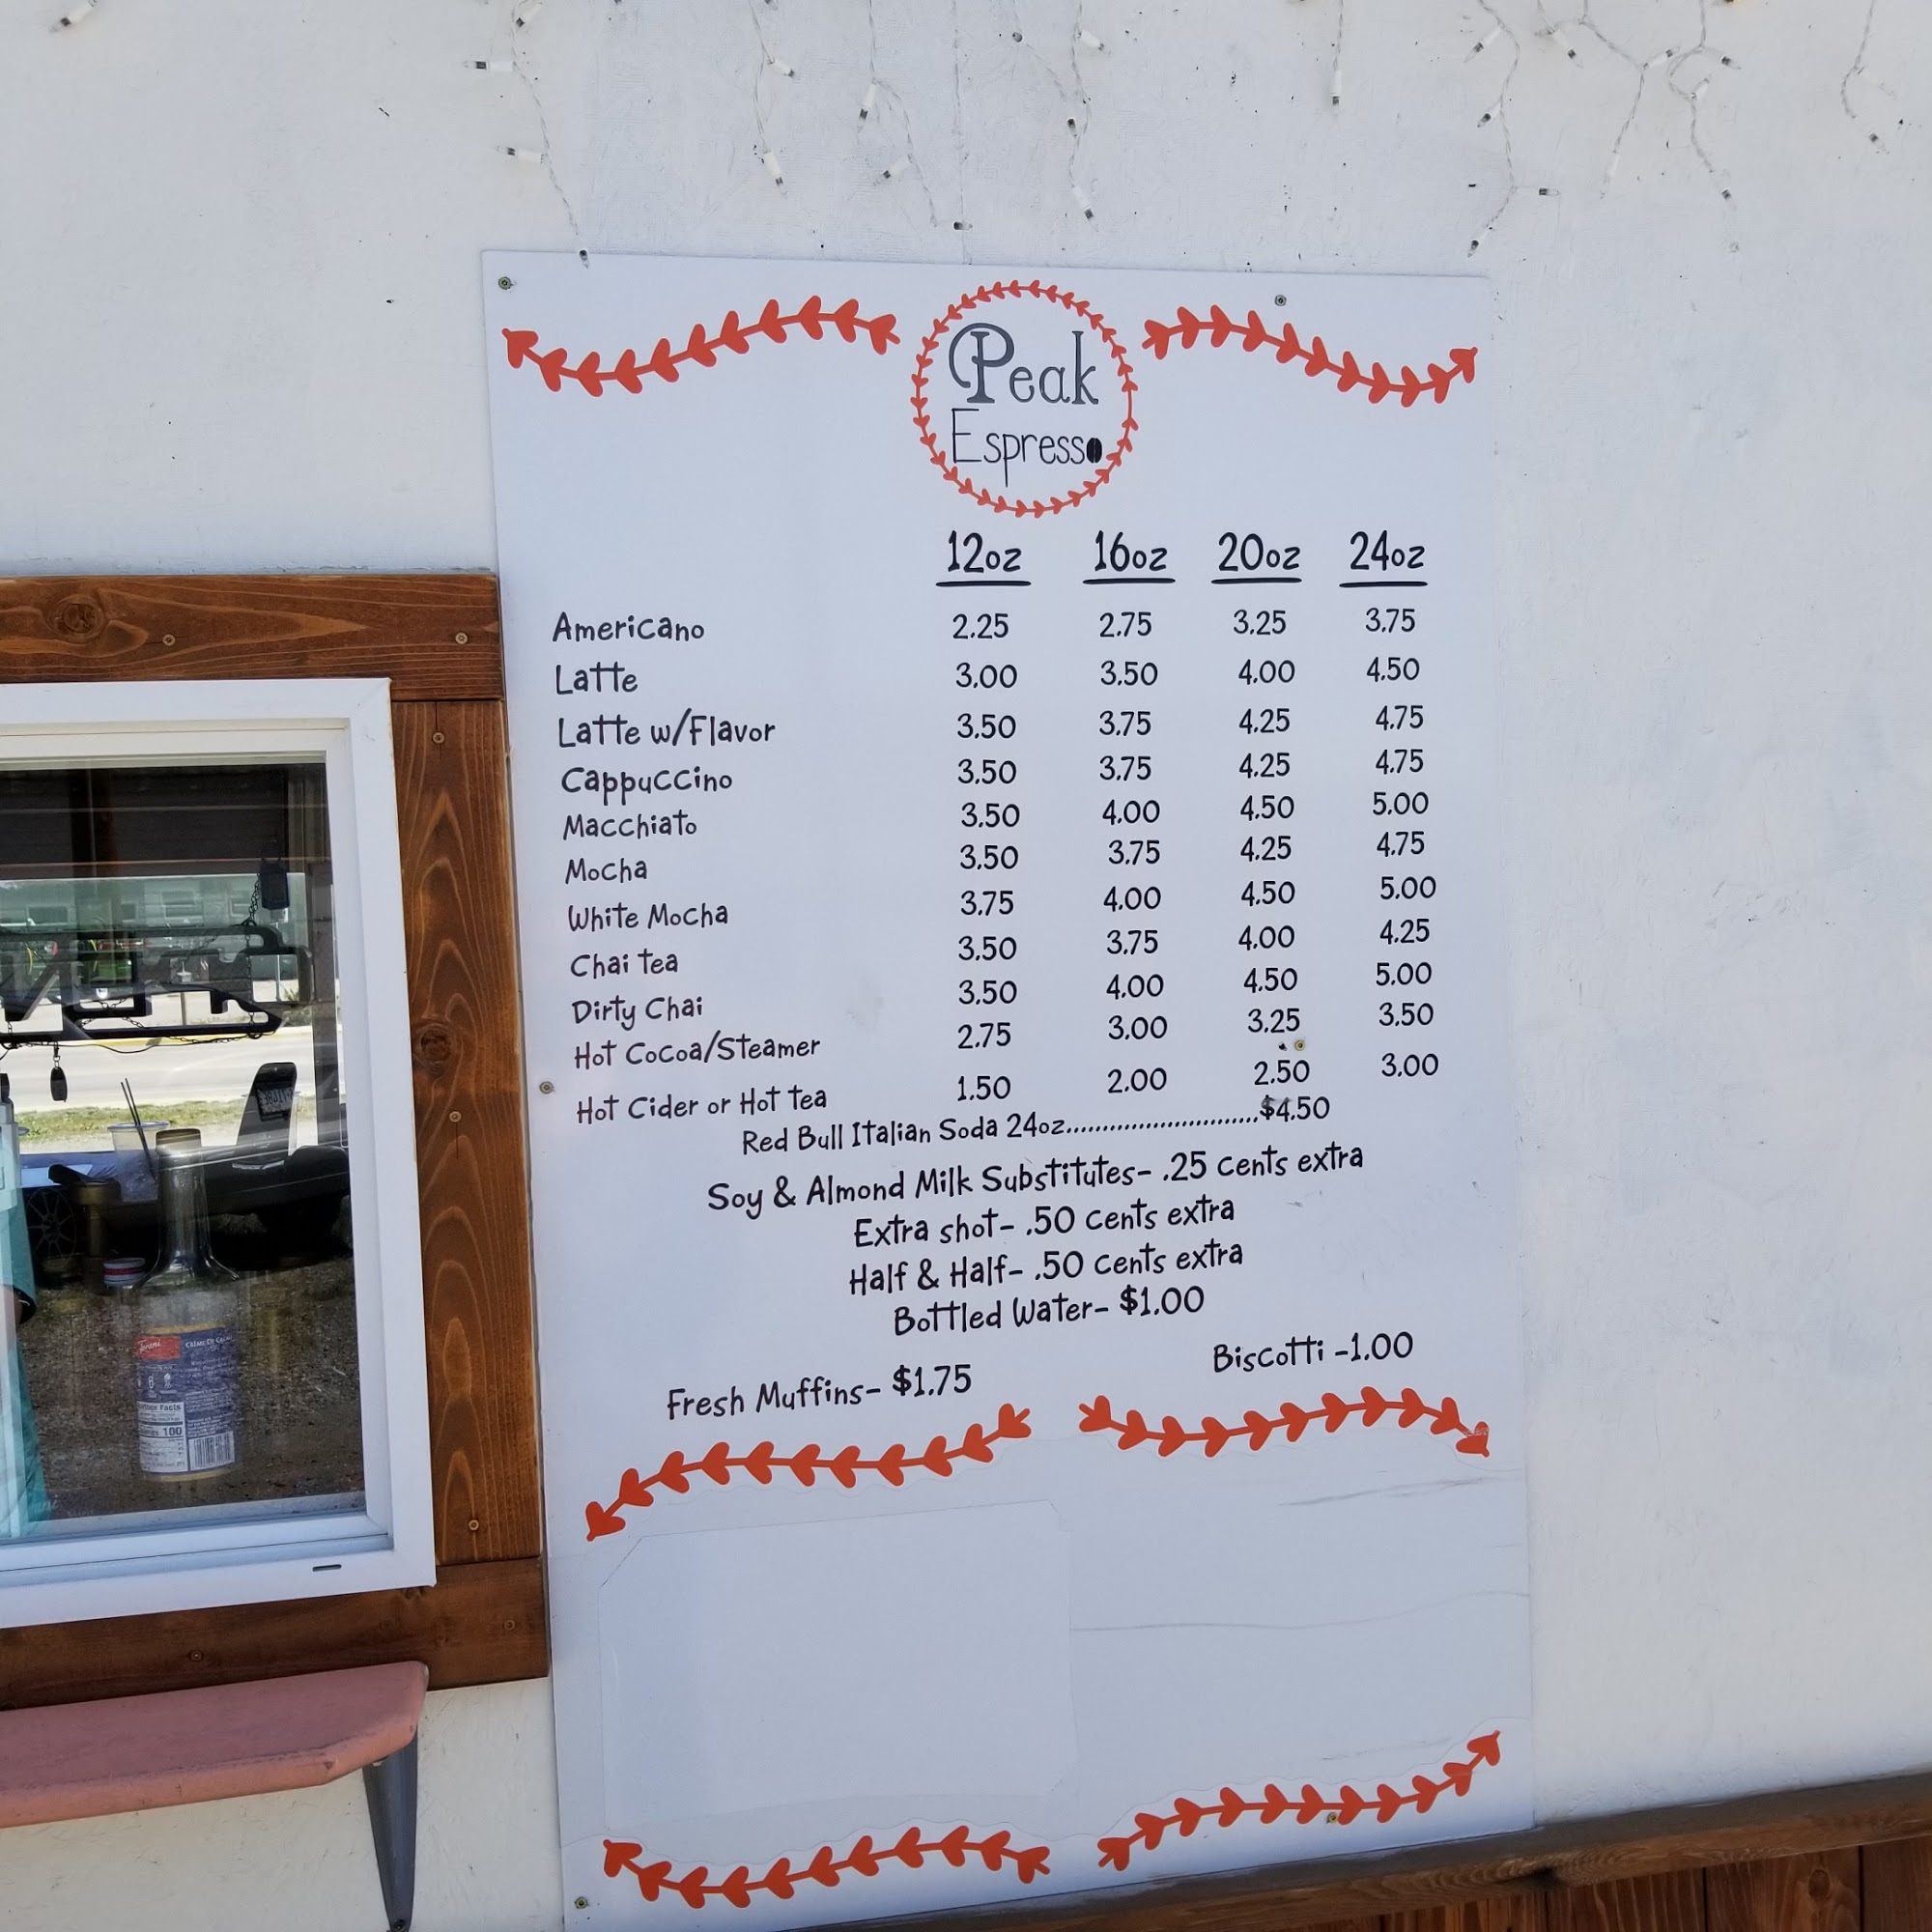 Peak
Espresso
12oz 16oz 20oz 24oz
Americano 2.25 2.75 3.25 3.75
Latte 3.00 3.50 4.00 4.50
Latte w/Flavor 3.50 3.75 4.25 4.75
Cappuccino 3.50 3.75 4.25 4.75
Macchiato 3.50 4.00 4.50 5.00
Mocha 3.50 3.75 4.25 4.75
White Mocha 3.75 4.00 4.50 5.00
Chai tea 3.50 3.75 4.00 4.25
Dirty Chai 3.50 4.00 4.50 5.00
Hot Cocoa/Steamer 2.75 3.00 3.25 3.50
Hot Cider or Hot tea 1.50 2.00 2.50 3.00
Red Bull Italian Soda 24oz...........................$4.50
Soy & Almond Milk Substitutes- .25 cents extra
Extra shot- .50 cents extra
Half & Half- .50 cents extra
Bottled Water- $1.00
Fresh Muffins- $1.75 Biscotti -1.00
Torani
100